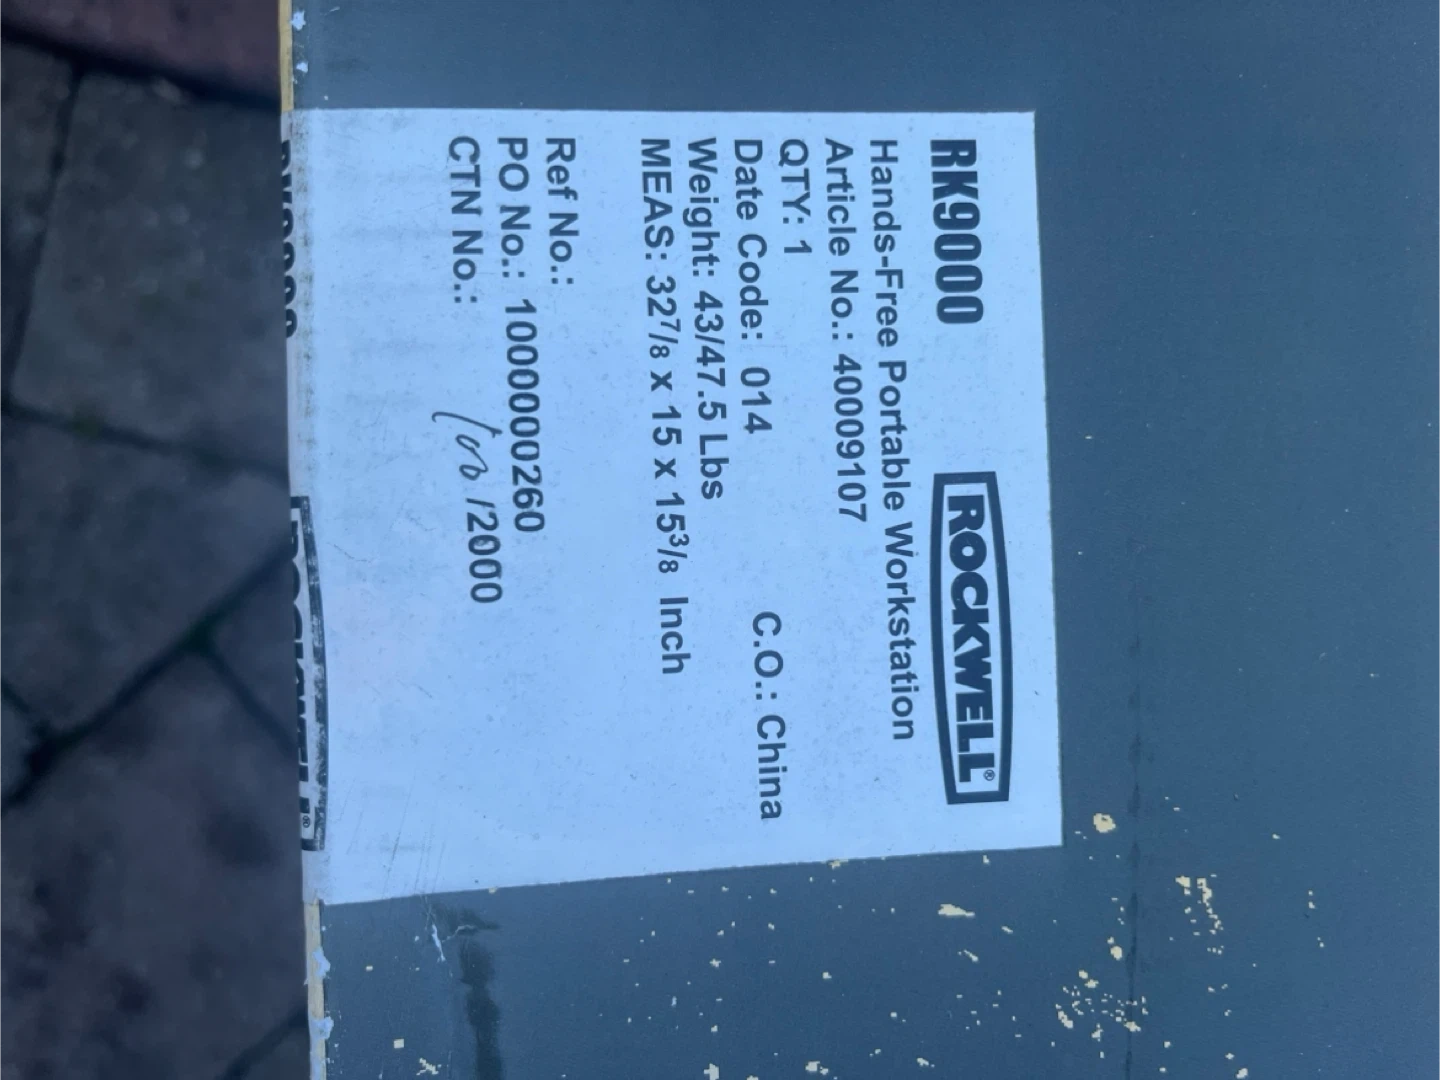 RK9000
ROCKWELL®
Hands-Free Portable Workstation
Article No.: 40009107
QTY: 1
Date Code: 014 C.O.: China
Weight: 43/47.5 Lbs
MEAS: 32⁷/₈ x 15 x 15³/₈ Inch
Ref No.:
PO No.: 1000000260
CTN No.: /2000